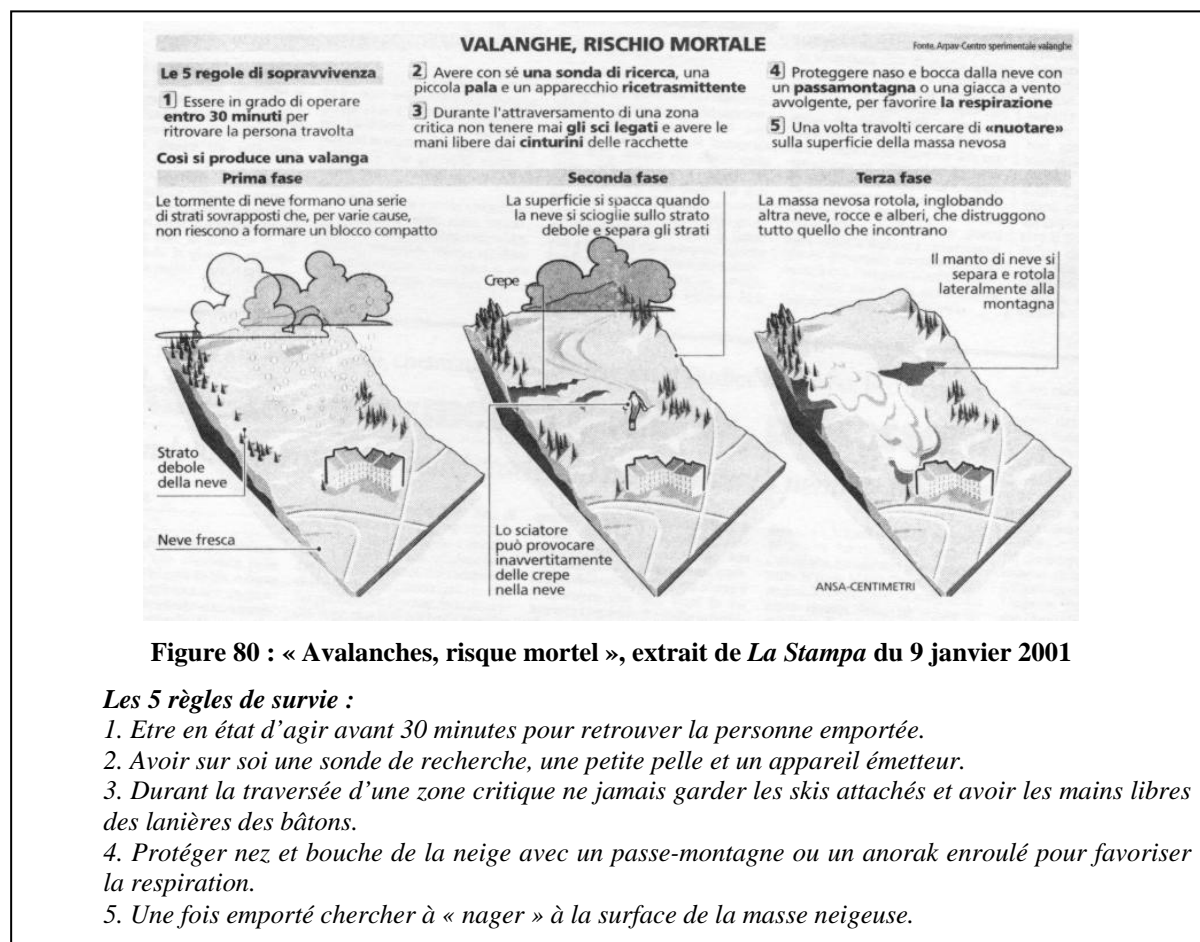 VALANGHE, RISCHIO MORTALE
Fonte. Arpav-Centro sperimentale valanghe
Le 5 regole di sopravvivenza
1 Essere in grado di operare
entro 30 minuti per
ritrovare la persona travolta
2 Avere con sé una sonda di ricerca, una
piccola pala e un apparecchio ricetrasmittente
3 Durante l'attraversamento di una zona
critica non tenere mai gli sci legati e avere le
mani libere dai cinturini delle racchette
4 Proteggere naso e bocca dalla neve con
un passamontagna o una giacca a vento
avvolgente, per favorire la respirazione
5 Una volta travolti cercare di «nuotare»
sulla superficie della massa nevosa
Così si produce una valanga
Prima fase
Le tormente di neve formano una serie
di strati sovrapposti che, per varie cause,
non riescono a formare un blocco compatto
Strato
debole
della neve
Neve fresca
Seconda fase
La superficie si spacca quando
la neve si scioglie sullo strato
debole e separa gli strati
Crepe
Lo sciatore
può provocare
inavvertitamente
delle crepe
nella neve
Terza fase
La massa nevosa rotola, inglobando
altra neve, rocce e alberi, che distruggono
tutto quello che incontrano
Il manto di neve si
separa e rotola
lateralmente alla
montagna
ANSA-CENTIMETRI
Figure 80 : « Avalanches, risque mortel », extrait de La Stampa du 9 janvier 2001
Les 5 règles de survie :
1. Etre en état d'agir avant 30 minutes pour retrouver la personne emportée.
2. Avoir sur soi une sonde de recherche, une petite pelle et un appareil émetteur.
3. Durant la traversée d'une zone critique ne jamais garder les skis attachés et avoir les mains libres
des lanières des bâtons.
4. Protéger nez et bouche de la neige avec un passe-montagne ou un anorak enroulé pour favoriser
la respiration.
5. Une fois emporté chercher à « nager » à la surface de la masse neigeuse.